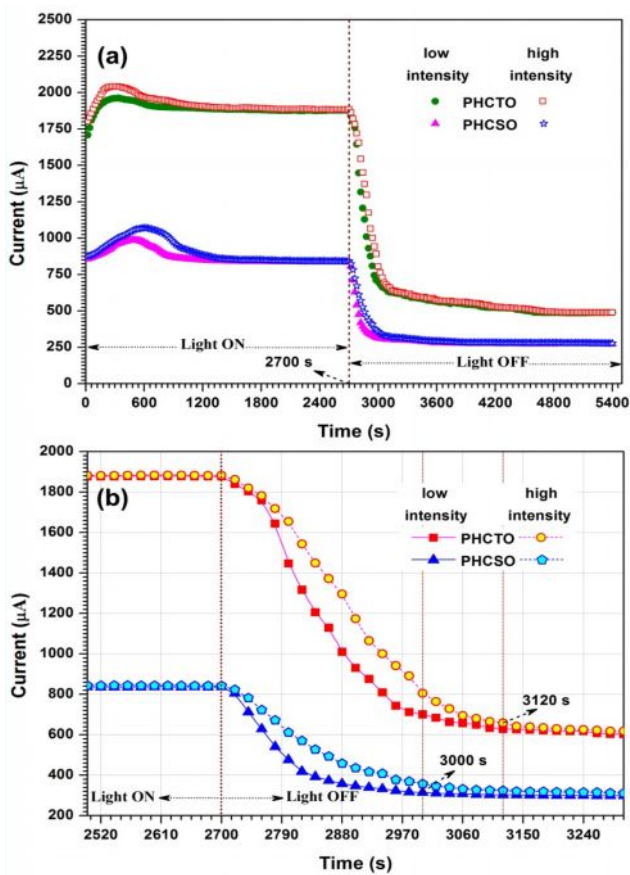 (a)
low high
intensity intensity
PHCTO
PHCSO
Current (μA)
2500
2250
2000
1750
1500
1250
1000
750
500
250
0
Light ON
2700 s
Light OFF
0 600 1200 1800 2400 3000 3600 4200 4800 5400
Time (s)
(b)
low high
intensity intensity
PHCTO
PHCSO
Current (μA)
2000
1800
1600
1400
1200
1000
800
600
400
200
3120 s
3000 s
Light ON Light OFF
2520 2610 2700 2790 2880 2970 3060 3150 3240
Time (s)